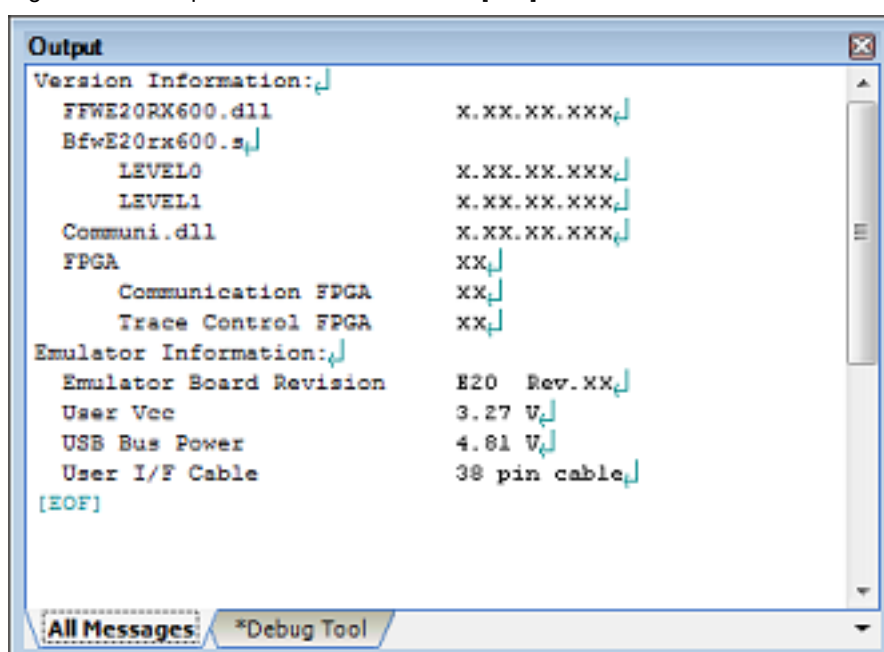 Output
Version Information:↵
FFWE20RX600.dll X.XX.XX.XXX↵
BfwE20rx600.s↵
LEVEL0 X.XX.XX.XXX↵
LEVEL1 X.XX.XX.XXX↵
Communi.dll X.XX.XX.XXX↵
FPGA XX↵
Communication FPGA XX↵
Trace Control FPGA XX↵
Emulator Information:↵
Emulator Board Revision E20 Rev.XX↵
User Vcc 3.27 V↵
USB Bus Power 4.81 V↵
User I/F Cable 38 pin cable↵
[EOF]
All Messages *Debug Tool